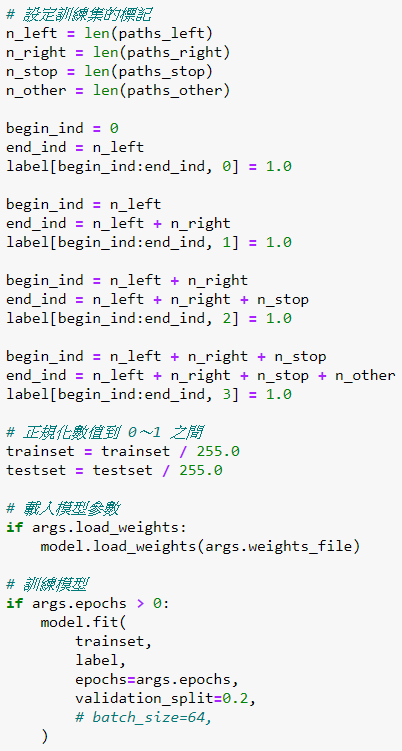 # 設定訓練集的標記
n_left = len(paths_left)
n_right = len(paths_right)
n_stop = len(paths_stop)
n_other = len(paths_other)

begin_ind = 0
end_ind = n_left
label[begin_ind:end_ind, 0] = 1.0

begin_ind = n_left
end_ind = n_left + n_right
label[begin_ind:end_ind, 1] = 1.0

begin_ind = n_left + n_right
end_ind = n_left + n_right + n_stop
label[begin_ind:end_ind, 2] = 1.0

begin_ind = n_left + n_right + n_stop
end_ind = n_left + n_right + n_stop + n_other
label[begin_ind:end_ind, 3] = 1.0

# 正規化數值到 0～1 之間
trainset = trainset / 255.0
testset = testset / 255.0

# 載入模型參數
if args.load_weights:
    model.load_weights(args.weights_file)

# 訓練模型
if args.epochs > 0:
    model.fit(
        trainset,
        label,
        epochs=args.epochs,
        validation_split=0.2,
        # batch_size=64,
    )